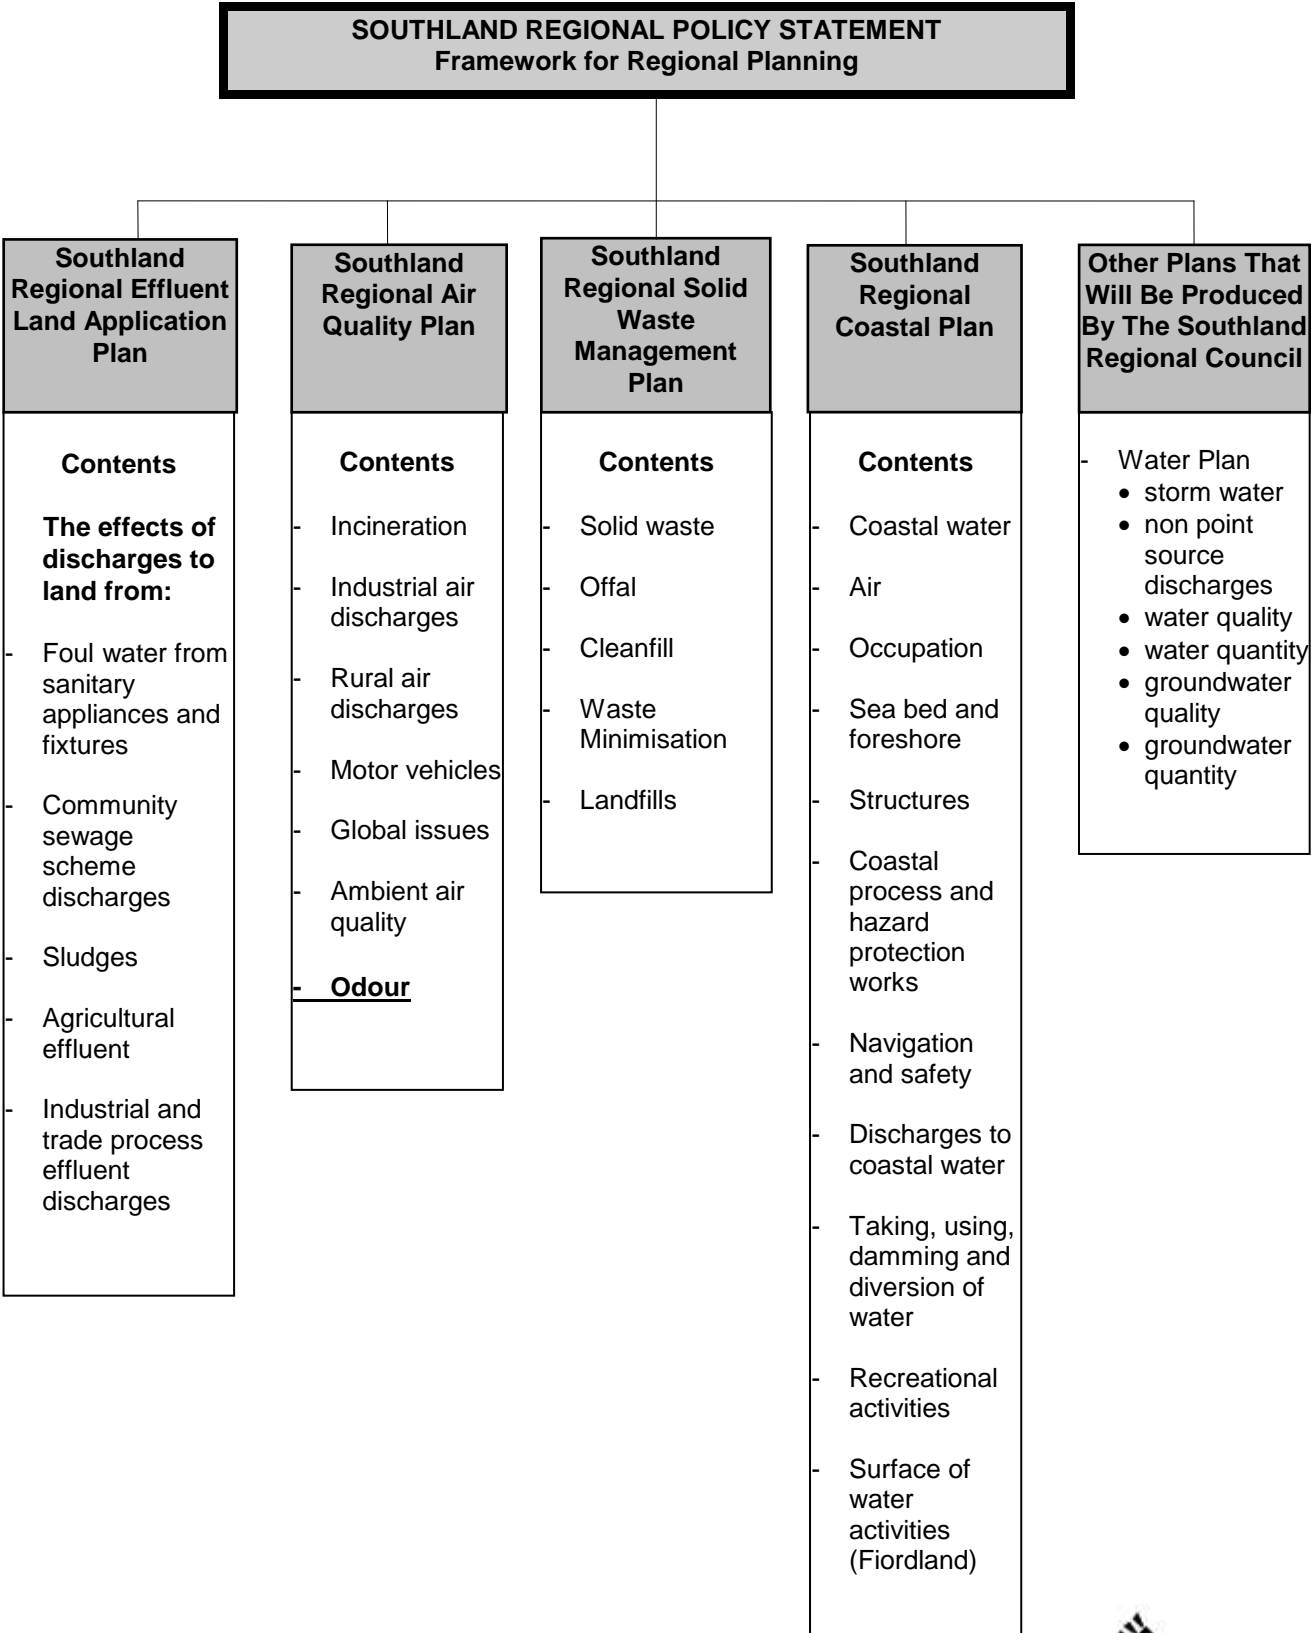 SOUTHLAND REGIONAL POLICY STATEMENT
Framework for Regional Planning
Southland
Regional Effluent
Land Application
Plan
Contents
The effects of
discharges to
land from:
- Foul water from
sanitary
appliances and
fixtures
- Community
sewage
scheme
discharges
- Sludges
- Agricultural
effluent
- Industrial and
trade process
effluent
discharges
Southland
Regional Air
Quality Plan
Contents
- Incineration
- Industrial air
discharges
- Rural air
discharges
- Motor vehicles
- Global issues
- Ambient air
quality
- Odour
Southland
Regional Solid
Waste
Management
Plan
Contents
- Solid waste
- Offal
- Cleanfill
- Waste
Minimisation
- Landfills
Southland
Regional
Coastal Plan
Contents
- Coastal water
- Air
- Occupation
- Sea bed and
foreshore
- Structures
- Coastal
process and
hazard
protection
works
- Navigation
and safety
- Discharges to
coastal water
- Taking, using,
damming and
diversion of
water
- Recreational
activities
- Surface of
water
activities
(Fiordland)
Other Plans That
Will Be Produced
By The Southland
Regional Council
- Water Plan
• storm water
• non point
source
discharges
• water quality
• water quantity
• groundwater
quality
• groundwater
quantity